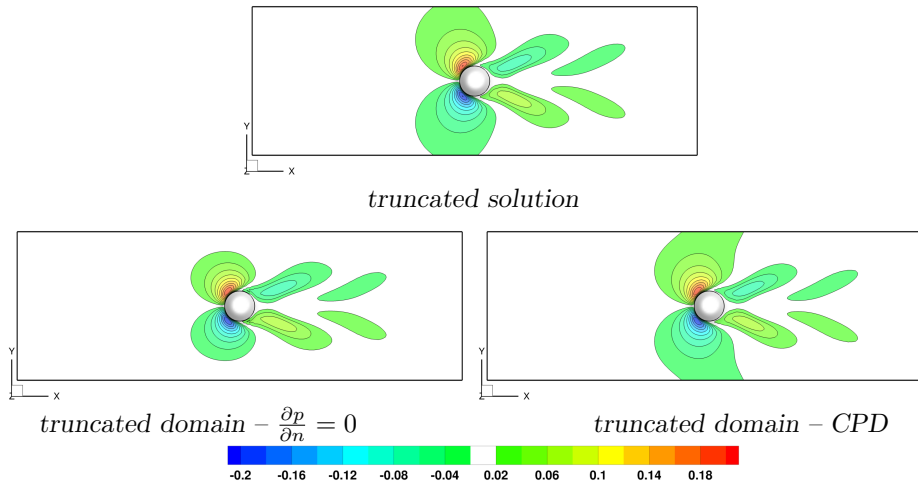 Y
Z X
truncated solution
Y
Z X
Y
Z X
truncated domain – ∂p/∂n = 0
truncated domain – CPD
-0.2 -0.16 -0.12 -0.08 -0.04 0.02 0.06 0.1 0.14 0.18